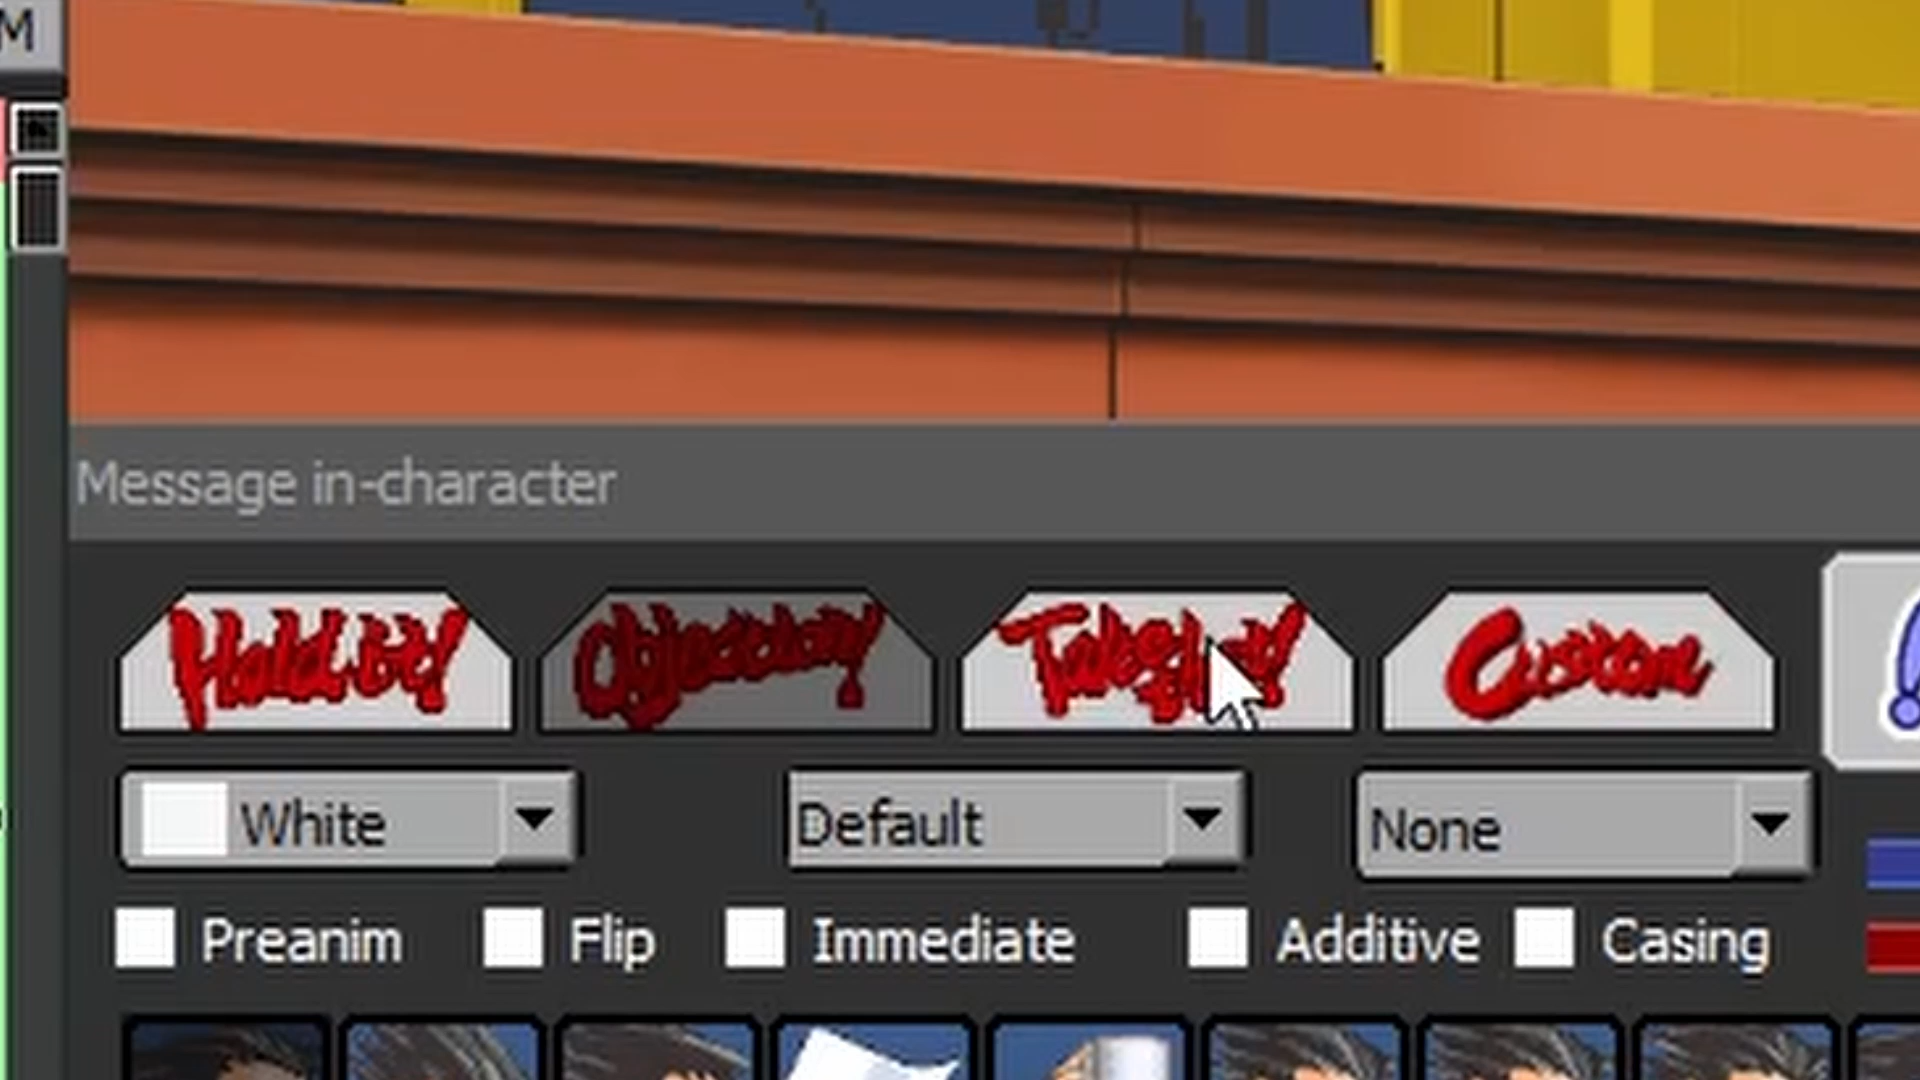 M
Message in-character
Hold it! Objection! Take that! Custom
White Default None
Preanim Flip Immediate Additive Casing